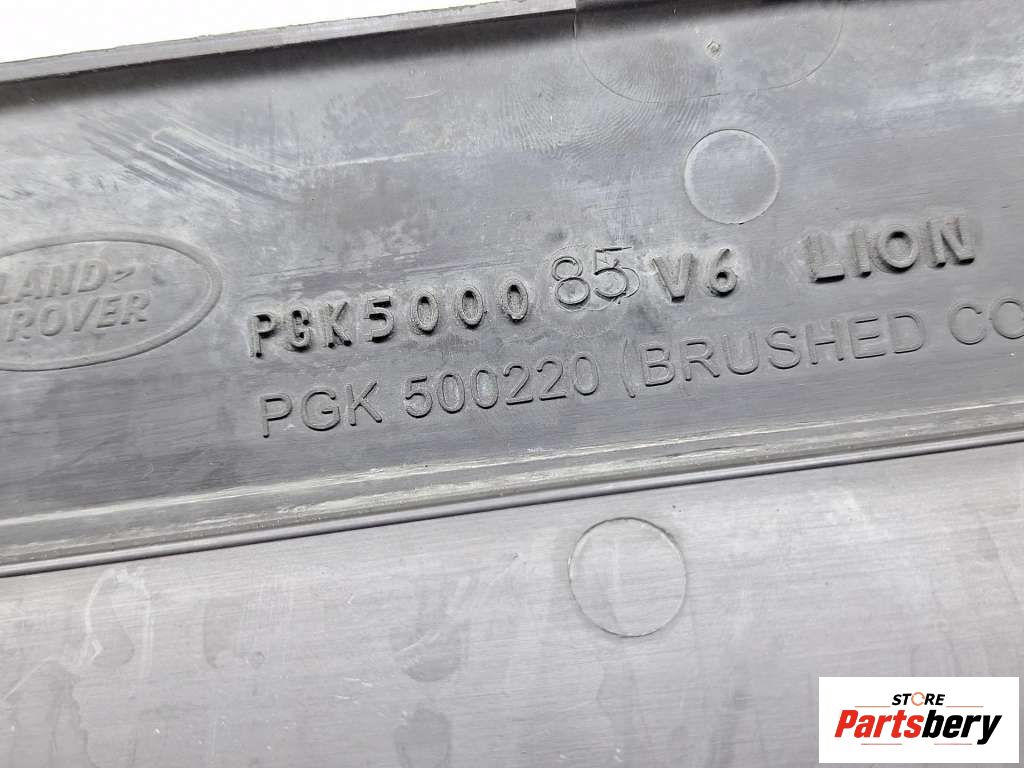 LAND-
ROVER
PGK500085 V6 LION
PGK 500220 (BRUSHED CO
STORE
Partsbery